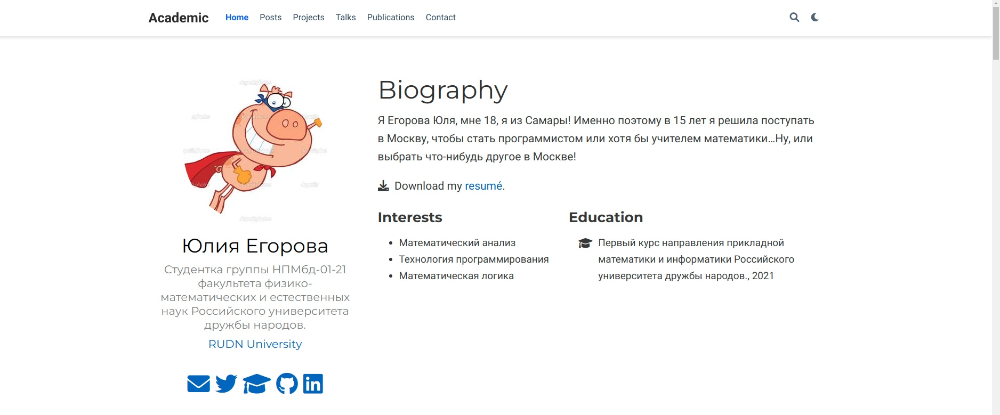 Academic
Home Posts Projects Talks Publications Contact
Biography
Я Егорова Юля, мне 18, я из Самары! Именно поэтому в 15 лет я решила поступать
в Москву, чтобы стать программистом или хотя бы учителем математики...Ну, или
выбрать что-нибудь другое в Москве!
Download my resumé.
Interests
Математический анализ
Технология программирования
Математическая логика
Education
Первый курс направления прикладной
математики и информатики Российского
университета дружбы народов., 2021
Юлия Егорова
Студентка группы НПМбд-01-21
факультета физико-
математических и естественных
наук Российского университета
дружбы народов.
RUDN University